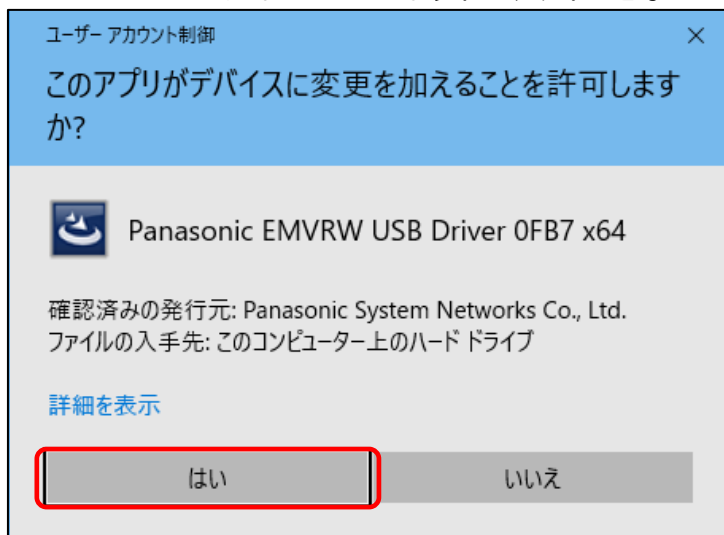 ユーザー アカウント制御
このアプリがデバイスに変更を加えることを許可します
か?
Panasonic EMVRW USB Driver 0FB7 x64
確認済みの発行元: Panasonic System Networks Co., Ltd.
ファイルの入手先: このコンピューター上のハード ドライブ
詳細を表示
はい
いいえ